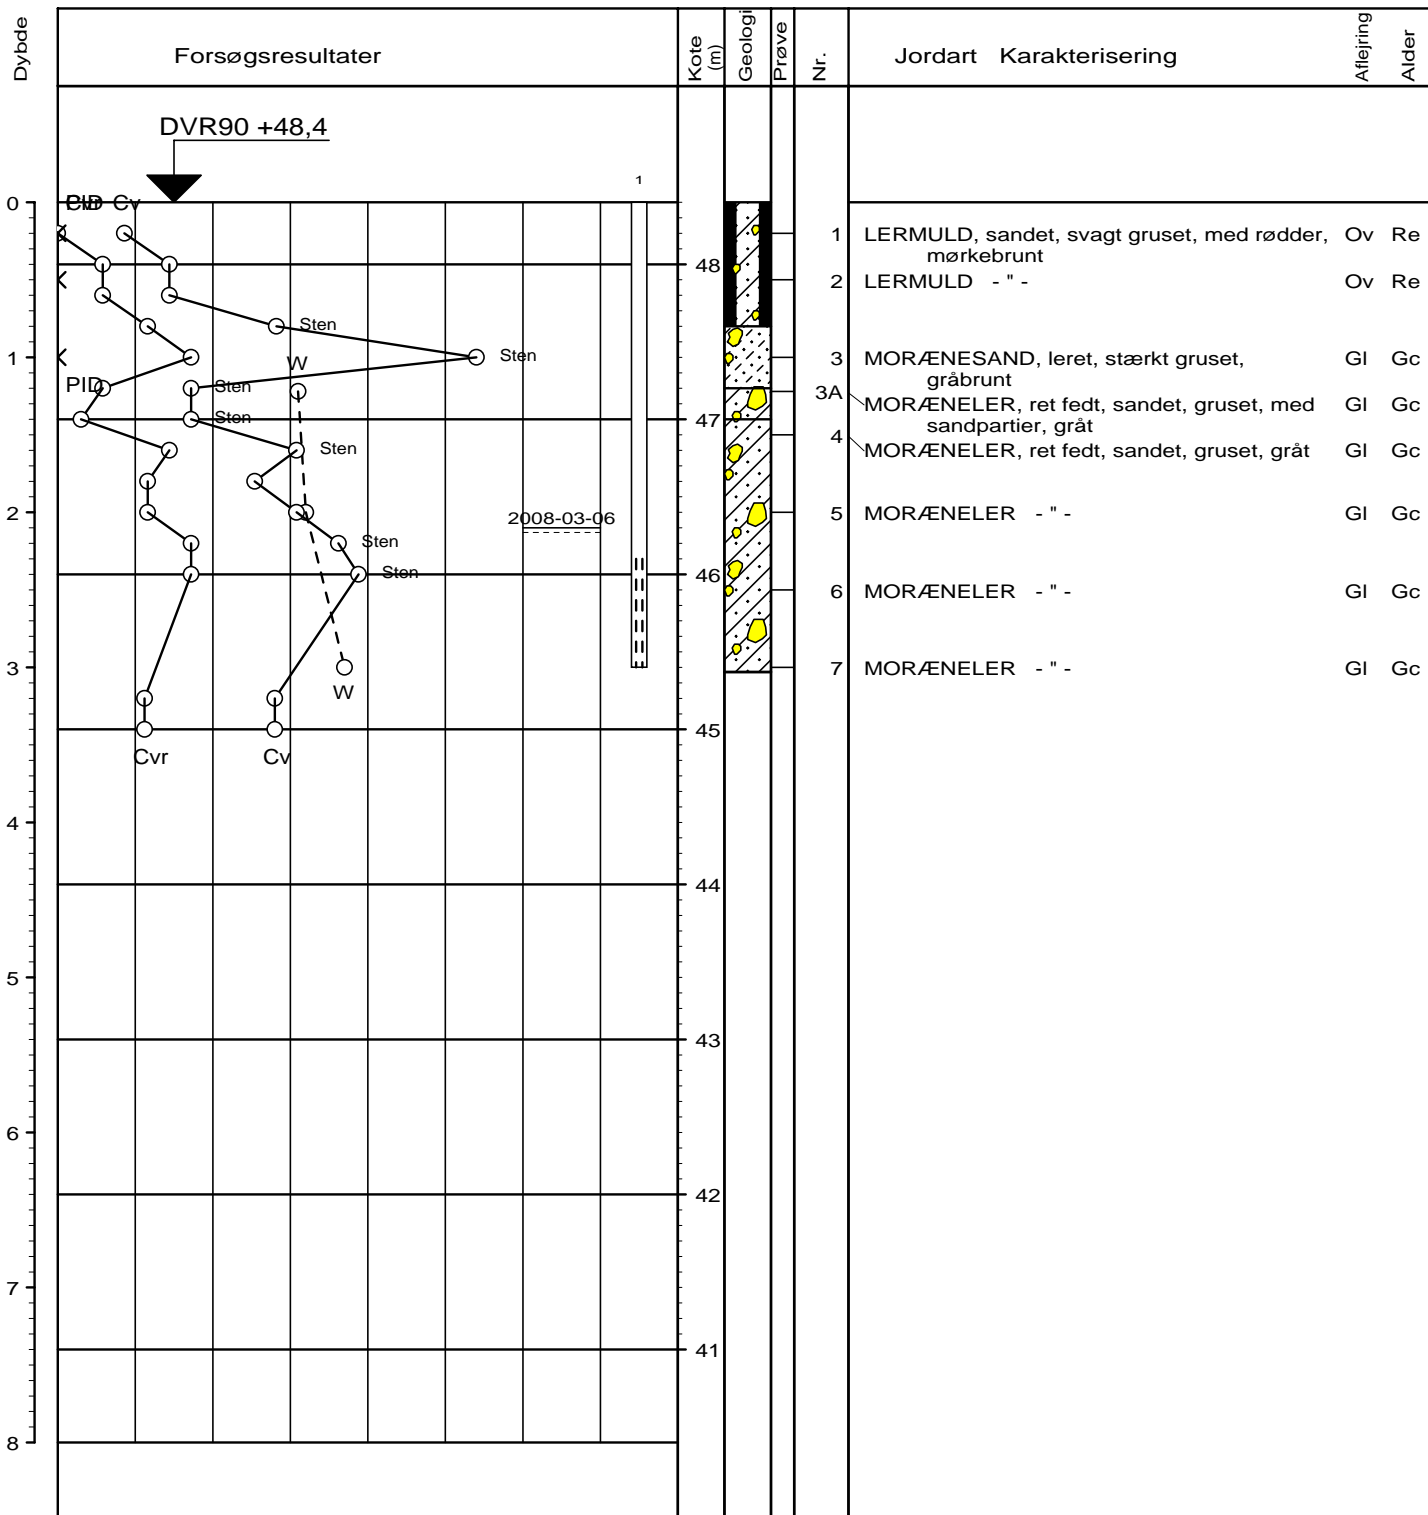 Dybde
Forsøgsresultater
Kote (m)
Geologi
Prøve
Nr.
Jordart Karakterisering
Aflejring
Alder
DVR90 +48,4
1
0
PID Cv
1 LERMULD, sandet, svagt gruset, med rødder, Ov Re
mørkebrunt
48
2 LERMULD - " - Ov Re
Sten
1
Sten
W
3 MORÆNESAND, leret, stærkt gruset, Gl Gc
gråbrunt
PID
Sten
3A
MORÆNELER, ret fedt, sandet, gruset, med Gl Gc
sandpartier, gråt
Sten
47
4
MORÆNELER, ret fedt, sandet, gruset, gråt Gl Gc
Sten
2
2008-03-06
5 MORÆNELER - " - Gl Gc
Sten
Sten
46
6 MORÆNELER - " - Gl Gc
3
W
7 MORÆNELER - " - Gl Gc
45
Cvr Cv
4
44
5
43
6
42
7
41
8